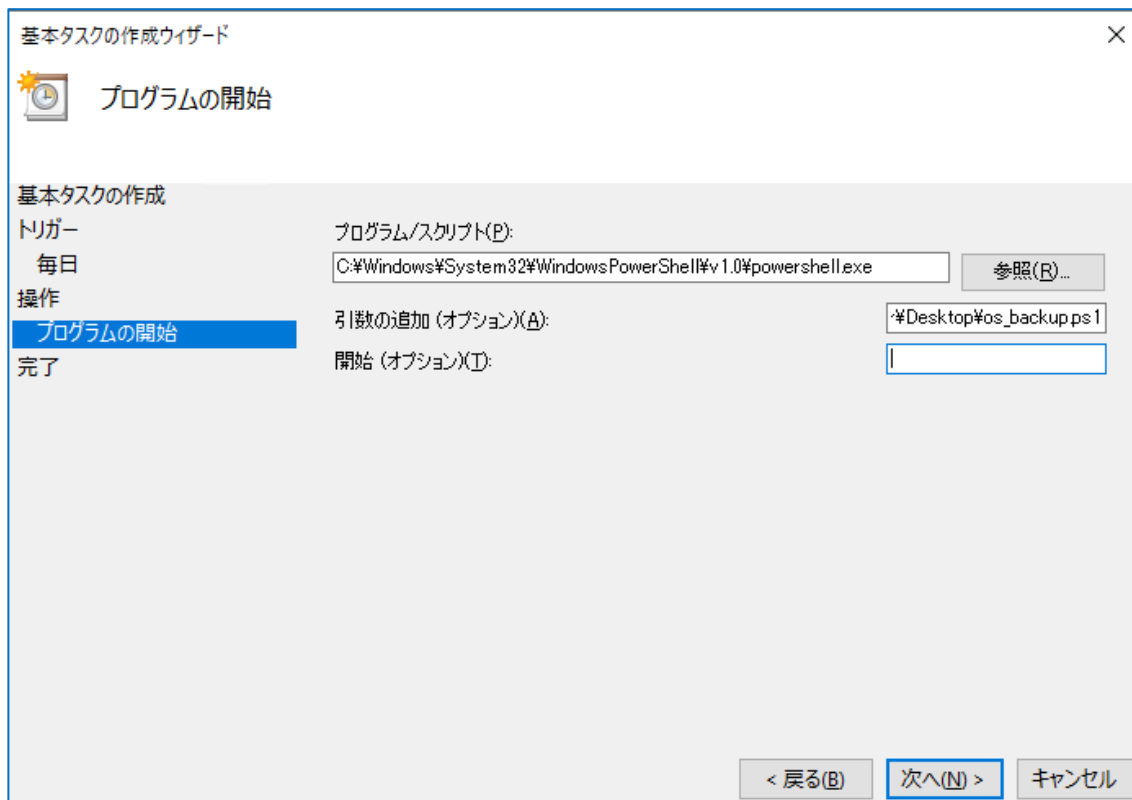 基本タスクの作成ウィザード
プログラムの開始
基本タスクの作成
トリガー
毎日
操作
プログラムの開始
完了
プログラム/スクリプト(P):
C:¥Windows¥System32¥WindowsPowerShell¥v1.0¥powershell.exe
参照(R)...
引数の追加 (オプション)(A):
¥Desktop¥os_backup.ps1
開始 (オプション)(T):
< 戻る(B)
次へ(N) >
キャンセル